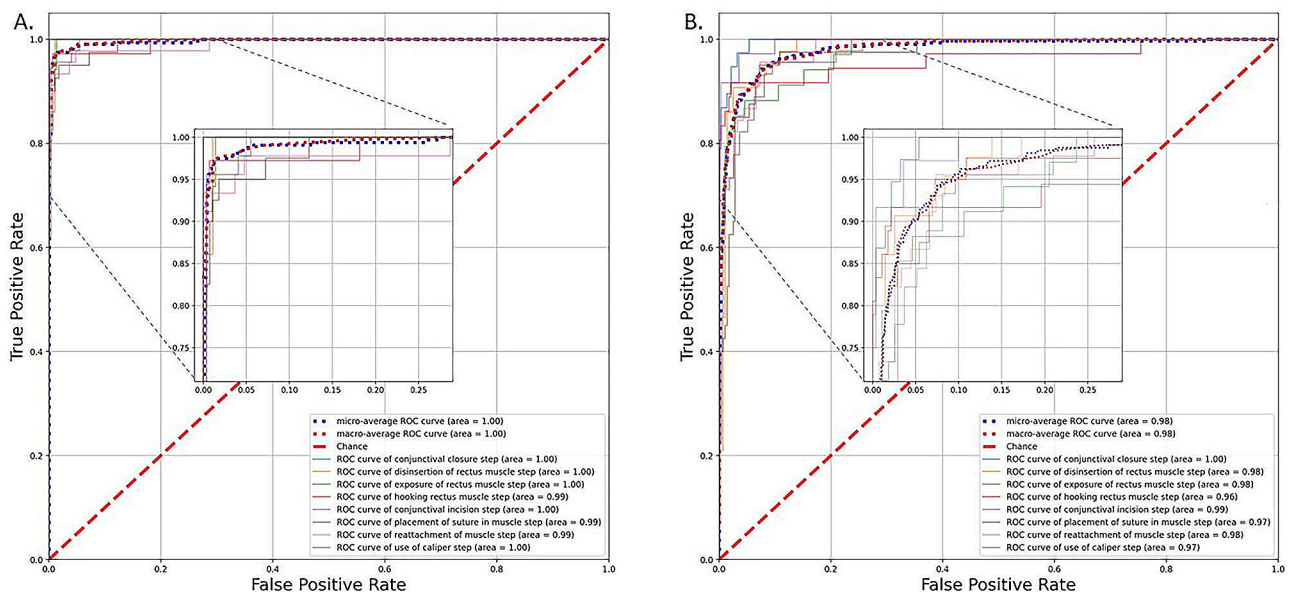 A.
True Positive Rate
1.0
0.8
0.6
0.4
0.2
0.0
1.00
0.95
0.90
0.85
0.80
0.75
0.00 0.05 0.10 0.15 0.20 0.25
micro-average ROC curve (area = 1.00)
macro-average ROC curve (area = 1.00)
Chance
ROC curve of conjunctival closure step (area = 1.00)
ROC curve of disinsertion of rectus muscle step (area = 1.00)
ROC curve of exposure of rectus muscle step (area = 1.00)
ROC curve of hooking rectus muscle step (area = 0.99)
ROC curve of conjunctival incision step (area = 1.00)
ROC curve of placement of suture in muscle step (area = 0.99)
ROC curve of reattachment of muscle step (area = 0.99)
ROC curve of use of caliper step (area = 1.00)
0.0 0.2 0.4 0.6 0.8 1.0
False Positive Rate
B.
True Positive Rate
1.0
0.8
0.6
0.4
0.2
0.0
1.00
0.95
0.90
0.85
0.80
0.75
0.00 0.05 0.10 0.15 0.20 0.25
micro-average ROC curve (area = 0.98)
macro-average ROC curve (area = 0.98)
Chance
ROC curve of conjunctival closure step (area = 1.00)
ROC curve of disinsertion of rectus muscle step (area = 0.98)
ROC curve of exposure of rectus muscle step (area = 0.98)
ROC curve of hooking rectus muscle step (area = 0.96)
ROC curve of conjunctival incision step (area = 0.99)
ROC curve of placement of suture in muscle step (area = 0.97)
ROC curve of reattachment of muscle step (area = 0.98)
ROC curve of use of caliper step (area = 0.97)
0.0 0.2 0.4 0.6 0.8 1.0
False Positive Rate